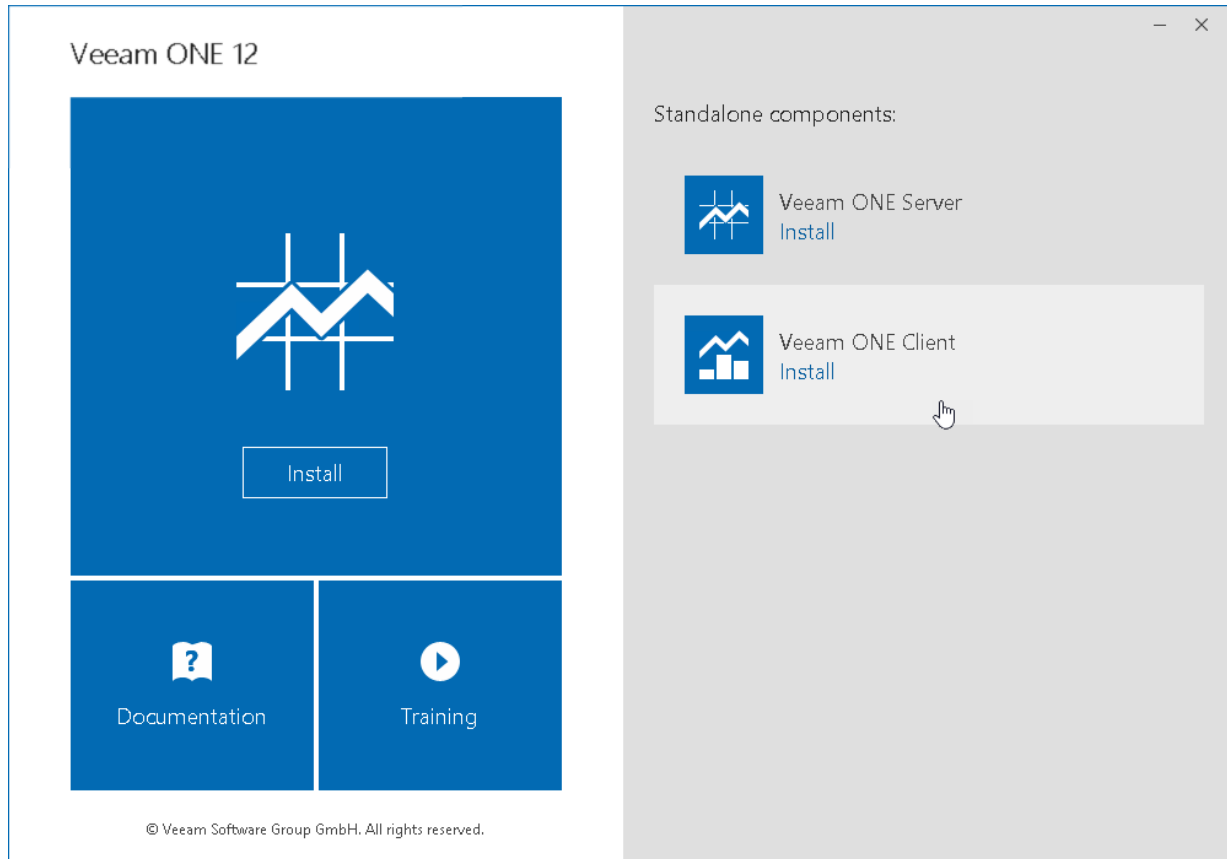 Veeam ONE 12
Install
Documentation
Training
© Veeam Software Group GmbH. All rights reserved.
Standalone components:
Veeam ONE Server
Install
Veeam ONE Client
Install